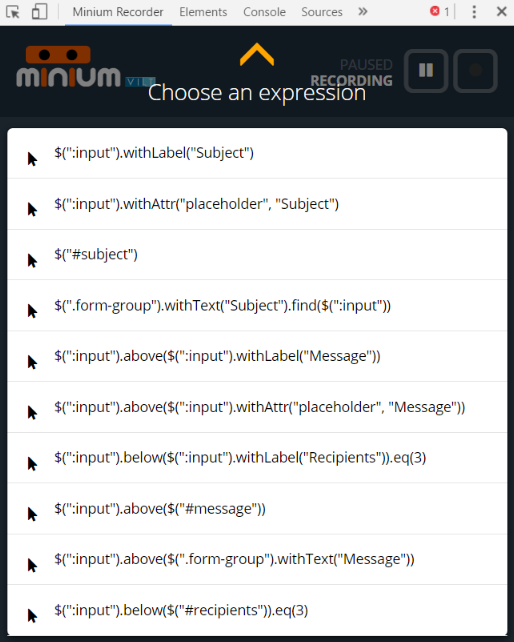 Minium Recorder Elements Console Sources » 1
minium
PAUSED
RECORDING
Choose an expression
$(":input").withLabel("Subject")
$(":input").withAttr("placeholder", "Subject")
$("#subject")
$(".form-group").withText("Subject").find($(":input"))
$(":input").above($(":input").withLabel("Message"))
$(":input").above($(":input").withAttr("placeholder", "Message"))
$(":input").below($(":input").withLabel("Recipients")).eq(3)
$(":input").above($("#message"))
$(":input").above($(".form-group").withText("Message"))
$(":input").below($("#recipients")).eq(3)